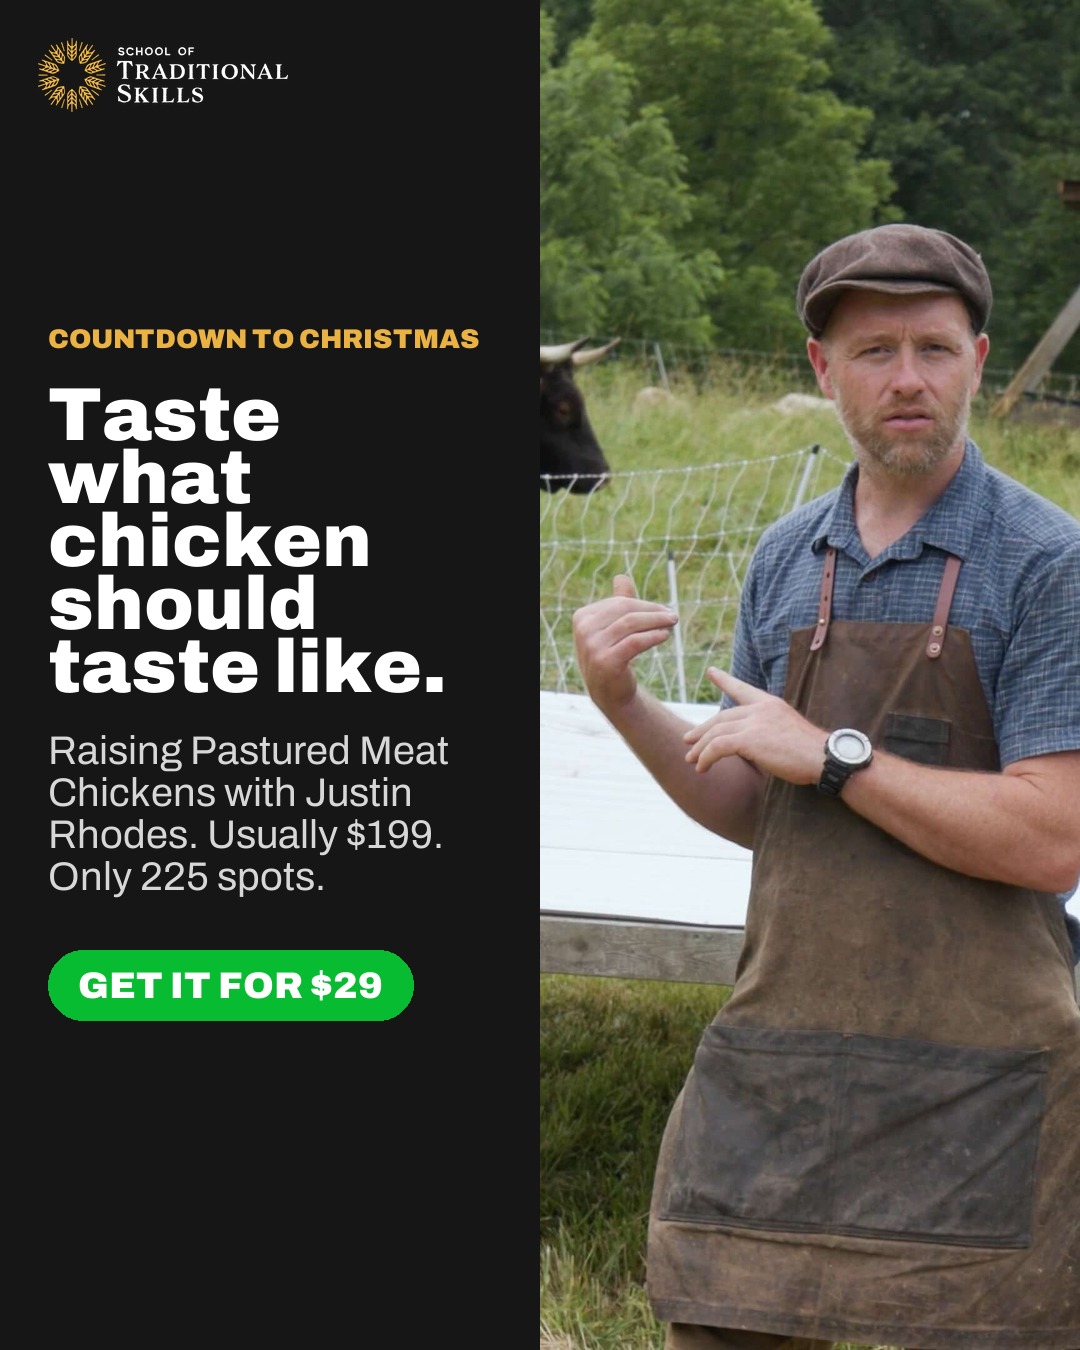 SCHOOL OF
TRADITIONAL
SKILLS
COUNTDOWN TO CHRISTMAS
Taste
what
chicken
should
taste like.
Raising Pastured Meat
Chickens with Justin
Rhodes. Usually $199.
Only 225 spots.
GET IT FOR $29